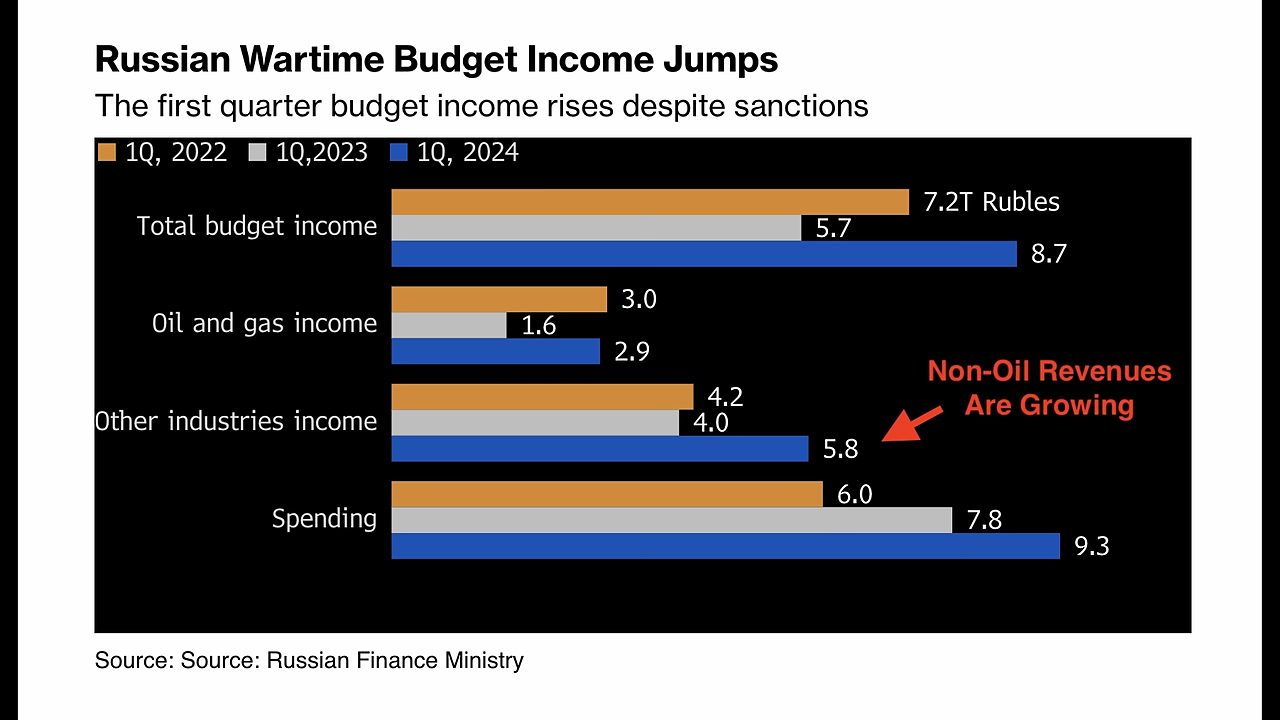 Russian Wartime Budget Income Jumps
The first quarter budget income rises despite sanctions
1Q, 2022 1Q,2023 1Q, 2024
Total budget income
7.2T Rubles
5.7
8.7
Oil and gas income
3.0
1.6
2.9
Other industries income
4.2
4.0
5.8
Non-Oil Revenues
Are Growing
Spending
6.0
7.8
9.3
Source: Source: Russian Finance Ministry